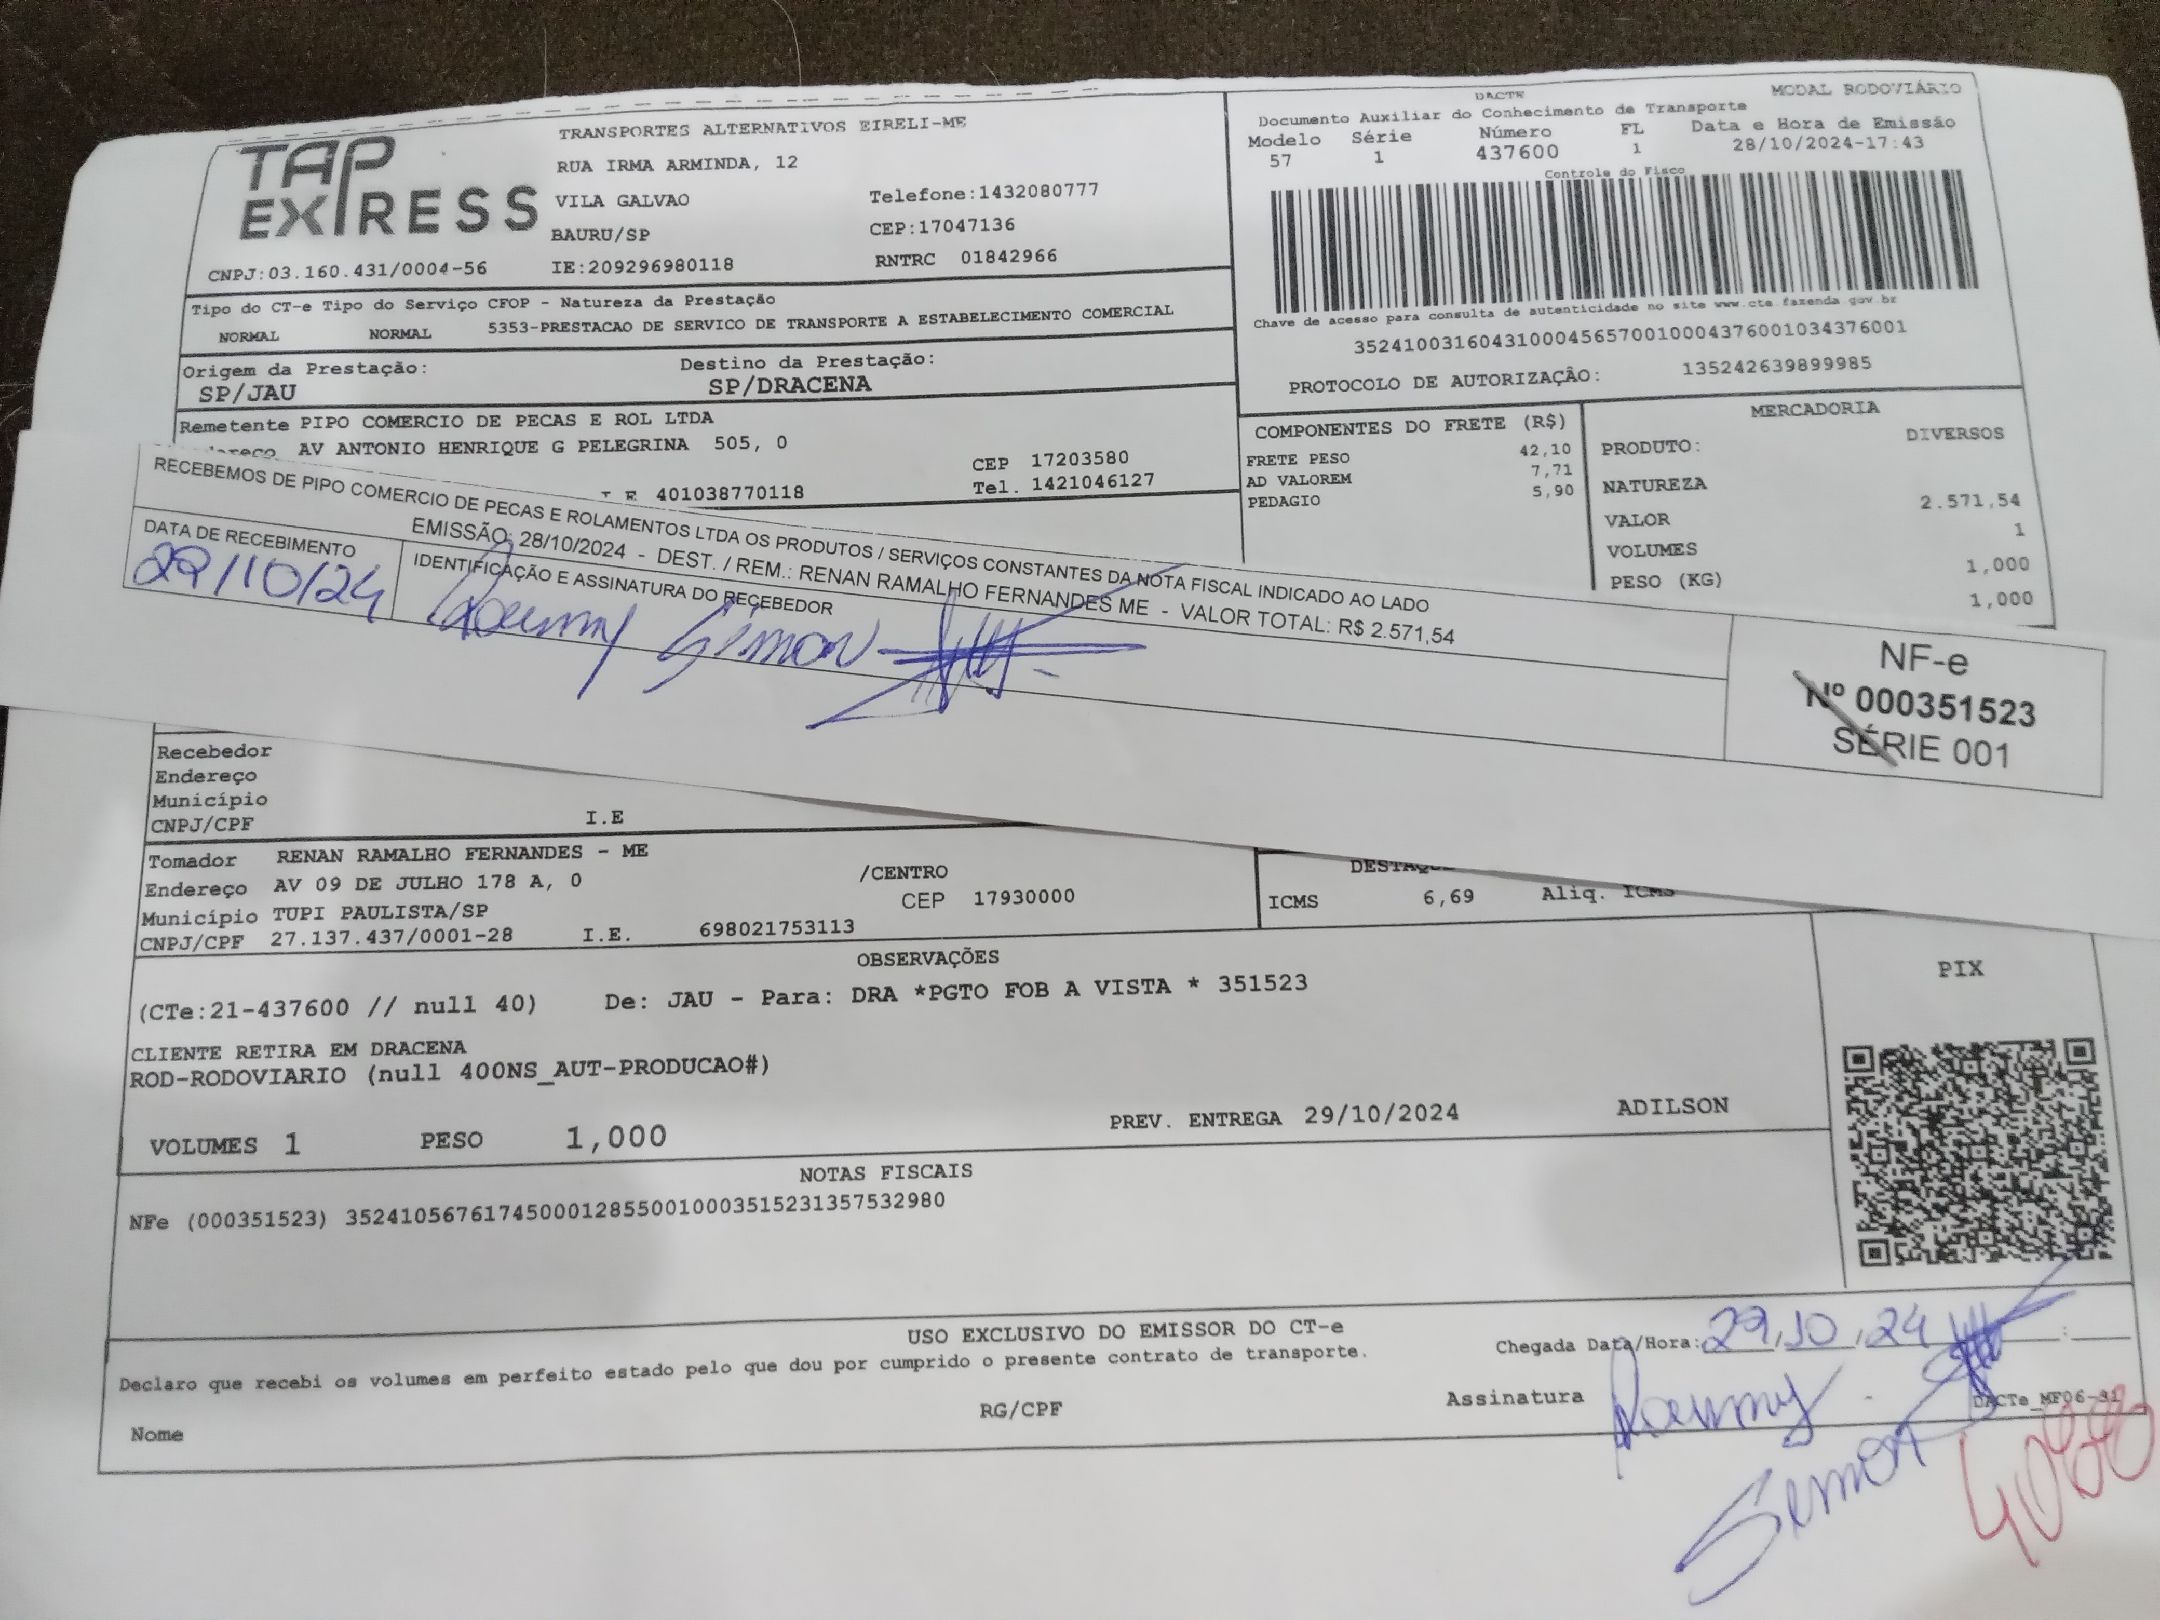 TAP EXPRESS
TRANSPORTES ALTERNATIVOS EIRELI-ME
RUA IRMA ARMINDA, 12
VILA GALVAO Telefone:1432080777
BAURU/SP CEP:17047136
CNPJ:03.160.431/0004-56 IE:209296980118 RNTRC 01842966
DACTE MODAL RODOVIÁRIO
Documento Auxiliar do Conhecimento de Transporte
Modelo Série Número FL Data e Hora de Emissão
57 1 437600 1 28/10/2024-17:43
Controle do Fisco
Chave de acesso para consulta de autenticidade no site www.cte.fazenda.gov.br
35241003160431000456570010004376001034376001
PROTOCOLO DE AUTORIZAÇÃO: 135242639899985
Tipo do CT-e Tipo do Serviço CFOP - Natureza da Prestação
NORMAL NORMAL 5353-PRESTACAO DE SERVICO DE TRANSPORTE A ESTABELECIMENTO COMERCIAL
Origem da Prestação: Destino da Prestação:
SP/JAU SP/DRACENA
Remetente PIPO COMERCIO DE PECAS E ROL LTDA
AV ANTONIO HENRIQUE G PELEGRINA 505, 0
CEP 17203580
401038770118 Tel. 1421046127
COMPONENTES DO FRETE (R$)
FRETE PESO 42,10
AD VALOREM 7,71
PEDAGIO 5,90
MERCADORIA
PRODUTO: DIVERSOS
NATUREZA
VALOR 2.571,54
VOLUMES 1
PESO (KG) 1,000
1,000
RECEBEMOS DE PIPO COMERCIO DE PECAS E ROLAMENTOS LTDA OS PRODUTOS / SERVIÇOS CONSTANTES DA NOTA FISCAL INDICADO AO LADO
EMISSÃO: 28/10/2024 - DEST. / REM.: RENAN RAMALHO FERNANDES ME - VALOR TOTAL: R$ 2.571,54
DATA DE RECEBIMENTO IDENTIFICAÇÃO E ASSINATURA DO RECEBEDOR
29/10/24
NF-e
Nº 000351523
SÉRIE 001
Recebedor
Endereço
Município
CNPJ/CPF I.E
Tomador RENAN RAMALHO FERNANDES - ME
Endereço AV 09 DE JULHO 178 A, 0 /CENTRO
Município TUPI PAULISTA/SP CEP 17930000
CNPJ/CPF 27.137.437/0001-28 I.E. 698021753113
ICMS 6,69 Aliq. ICMS
OBSERVAÇÕES
(CTe:21-437600 // null 40) De: JAU - Para: DRA *PGTO FOB A VISTA * 351523
CLIENTE RETIRA EM DRACENA
ROD-RODOVIARIO (null 400NS_AUT-PRODUCAO#)
VOLUMES 1 PESO 1,000 PREV. ENTREGA 29/10/2024 ADILSON
PIX
NOTAS FISCAIS
NFe (000351523) 35241056761745000128550010003515231357532980
USO EXCLUSIVO DO EMISSOR DO CT-e
Declaro que recebi os volumes em perfeito estado pelo que dou por cumprido o presente contrato de transporte.
Chegada Data/Hora: 29/10/24
Nome RG/CPF Assinatura